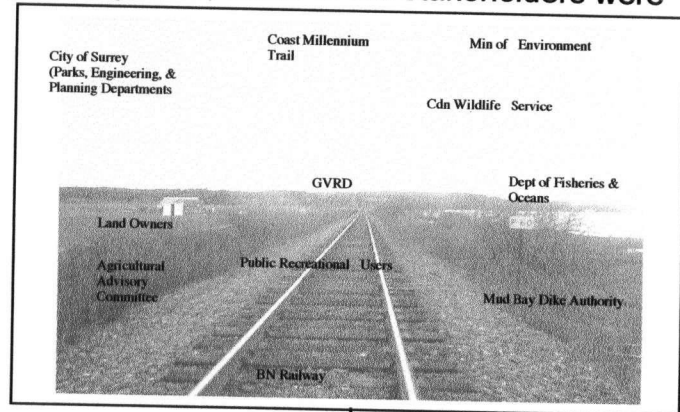 City of Surrey
(Parks, Engineering, &
Planning Departments
Coast Millennium
Trail
Min of Environment
Cdn Wildlife Service
GVRD
Dept of Fisheries &
Oceans
Land Owners
Agricultural
Advisory
Committee
Public Recreational Users
Mud Bay Dike Authority
BN Railway